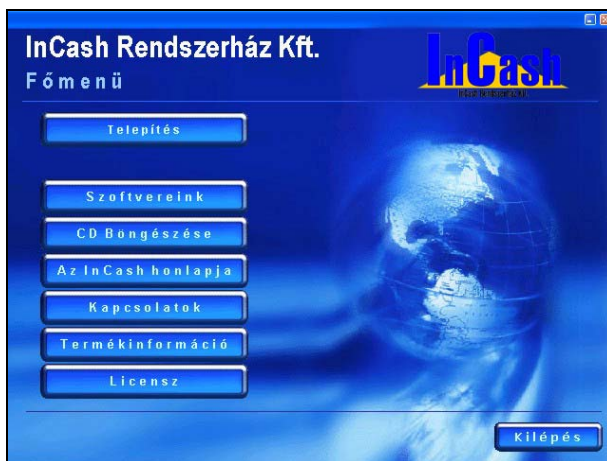 InCash Rendszerház Kft.
Főmenü
InCash
Telepítés
Szoftvereink
CD Böngészése
Az InCash honlapja
Kapcsolatok
Termékinformáció
Licensz
Kilépés